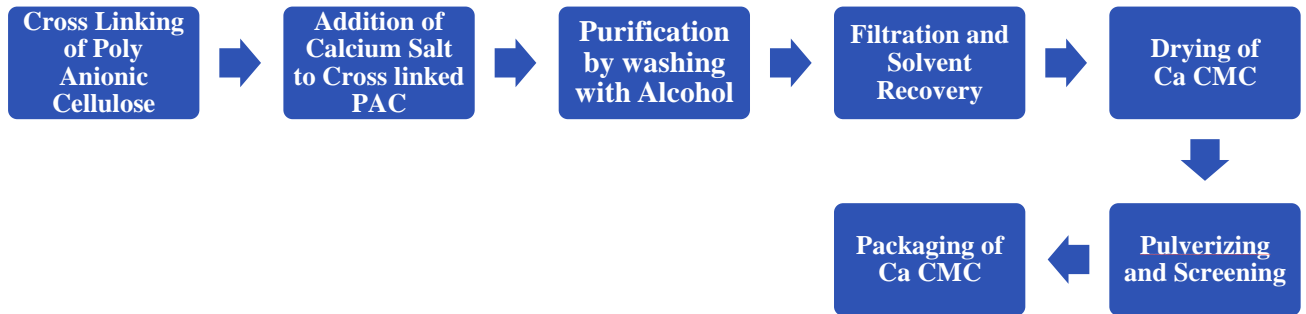 Cross Linking
of Poly
Anionic
Cellulose
Addition of
Calcium Salt
to Cross linked
PAC
Purification
by washing
with Alcohol
Filtration and
Solvent
Recovery
Drying of
Ca CMC
Pulverizing
and Screening
Packaging of
Ca CMC